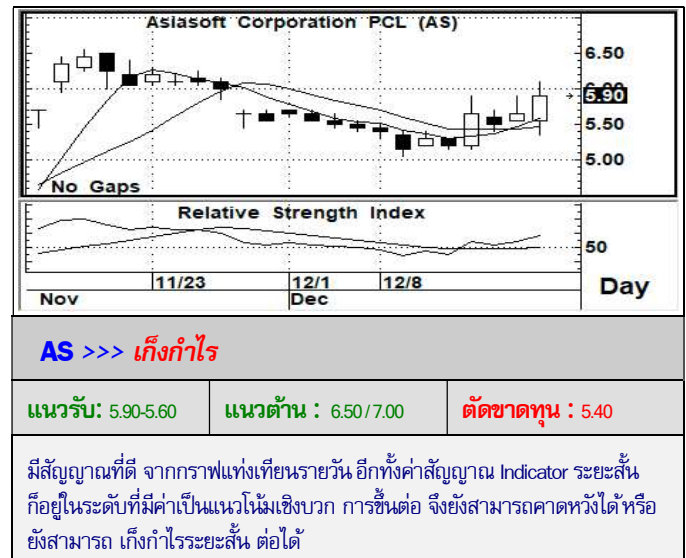 Asiasoft Corporation PCL (AS)
6.50
6.00
5.90
5.50
5.00
No Gaps
Relative Strength Index
50
11/23
12/1
12/8
Nov
Dec
Day
AS >>> เก็งกำไร
แนวรับ: 5.90-5.60
แนวต้าน : 6.50 / 7.00
ตัดขาดทุน : 5.40
มีสัญญาณที่ดี จากกราฟแท่งเทียนรายวัน อีกทั้งค่าสัญญาณ Indicator ระยะสั้น
ก็อยู่ในระดับที่มีค่าเป็นแนวโน้มเชิงบวก การขึ้นต่อ จึงยังสามารถคาดหวังได้ หรือ
ยังสามารถ เก็งกำไรระยะสั้น ต่อได้